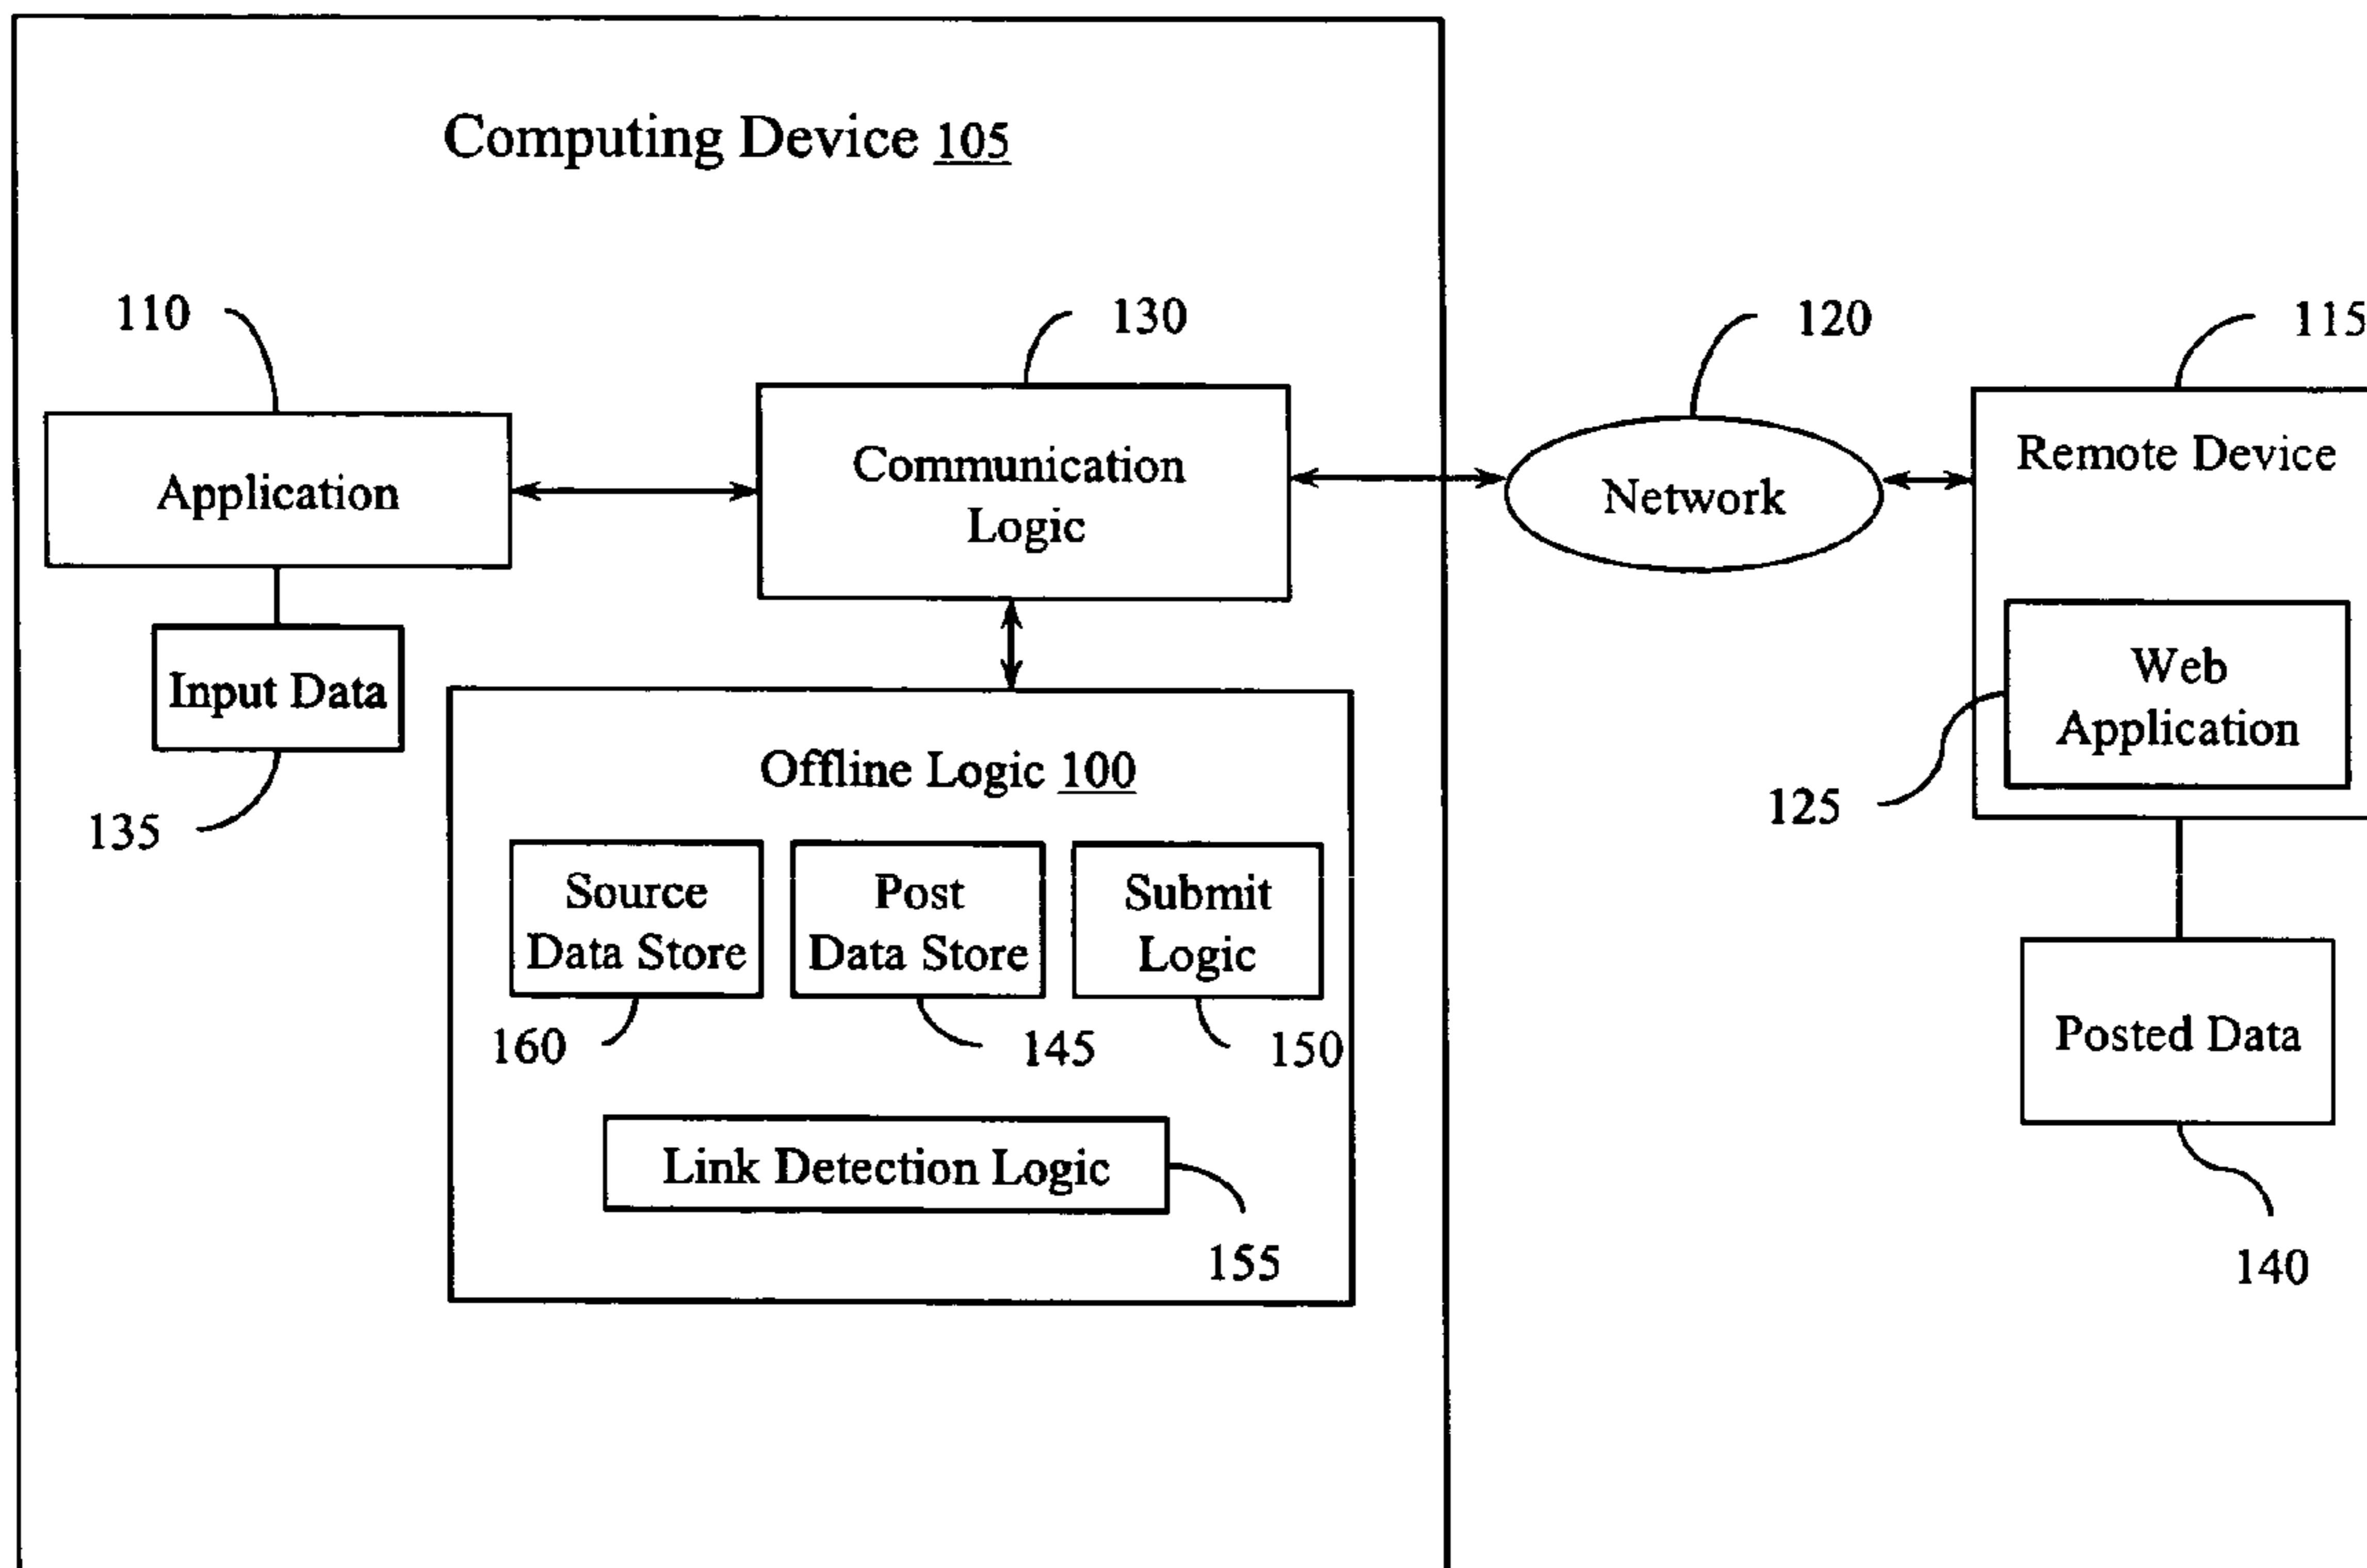 Computing Device 105
110
130
120
115
Application
Communication
Logic
Network
Remote Device
Input Data
135
Web
Application
125
Offline Logic 100
Source
Data Store
Post
Data Store
Submit
Logic
160
145
150
Posted Data
140
Link Detection Logic
155